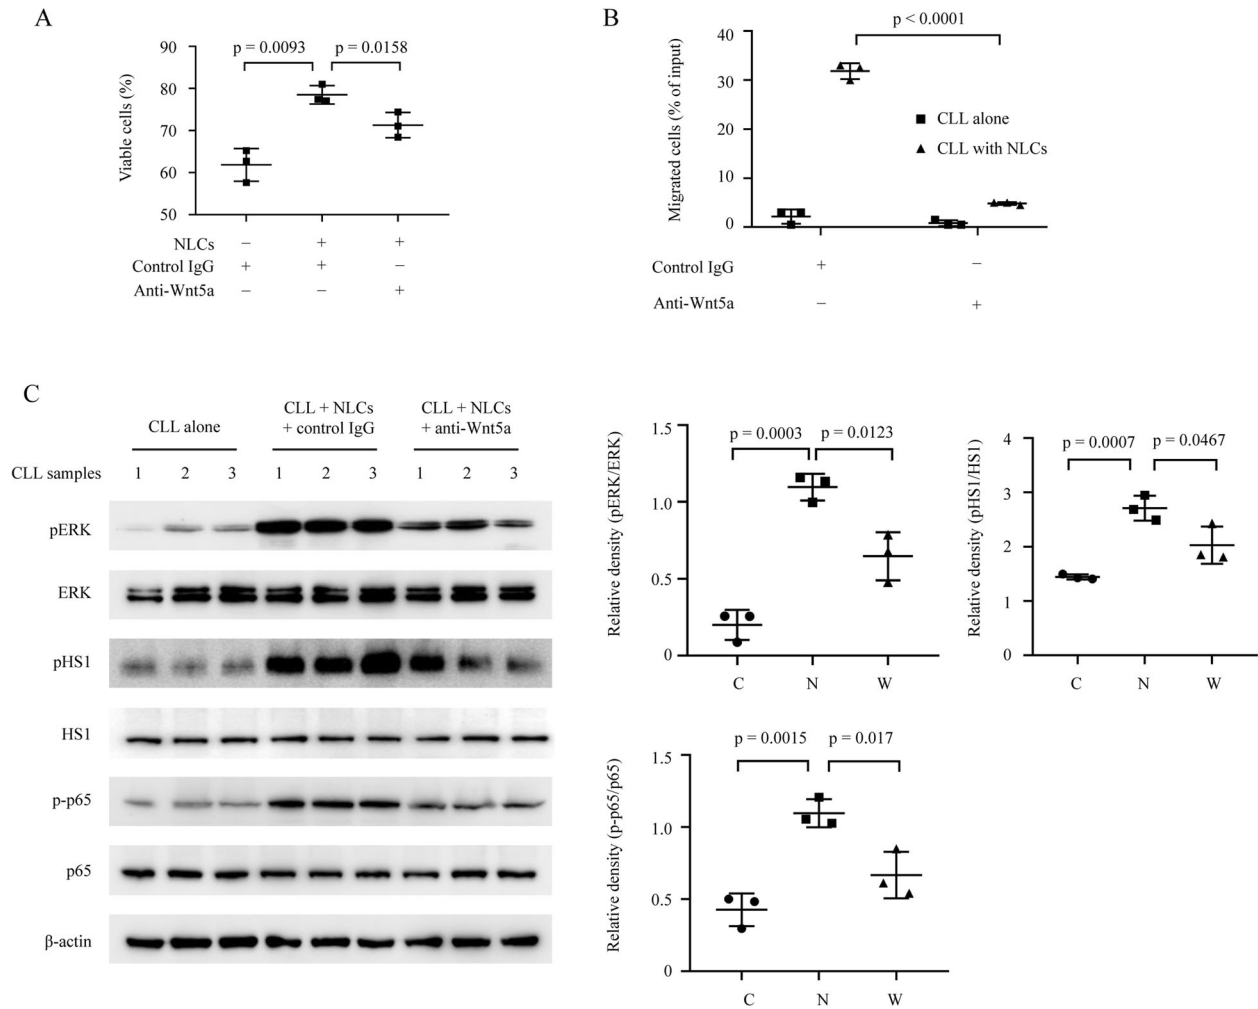 A
p = 0.0093 p = 0.0158
Viable cells (%)
90
80
70
60
50
NLCs − + +
Control IgG + + −
Anti-Wnt5a − − +
B
p < 0.0001
Migrated cells (% of input)
40
30
20
10
0
CLL alone
CLL with NLCs
Control IgG + −
Anti-Wnt5a − +
C
CLL alone
CLL + NLCs
+ control IgG
CLL + NLCs
+ anti-Wnt5a
CLL samples 1 2 3 1 2 3 1 2 3
pERK
ERK
pHS1
HS1
p-p65
p65
β-actin
Relative density (pERK/ERK)
1.5
1.0
0.5
0
p = 0.0003 p = 0.0123
C N W
Relative density (pHS1/HS1)
4
3
2
1
0
p = 0.0007 p = 0.0467
C N W
Relative density (p-p65/p65)
1.5
1.0
0.5
0
p = 0.0015 p = 0.017
C N W